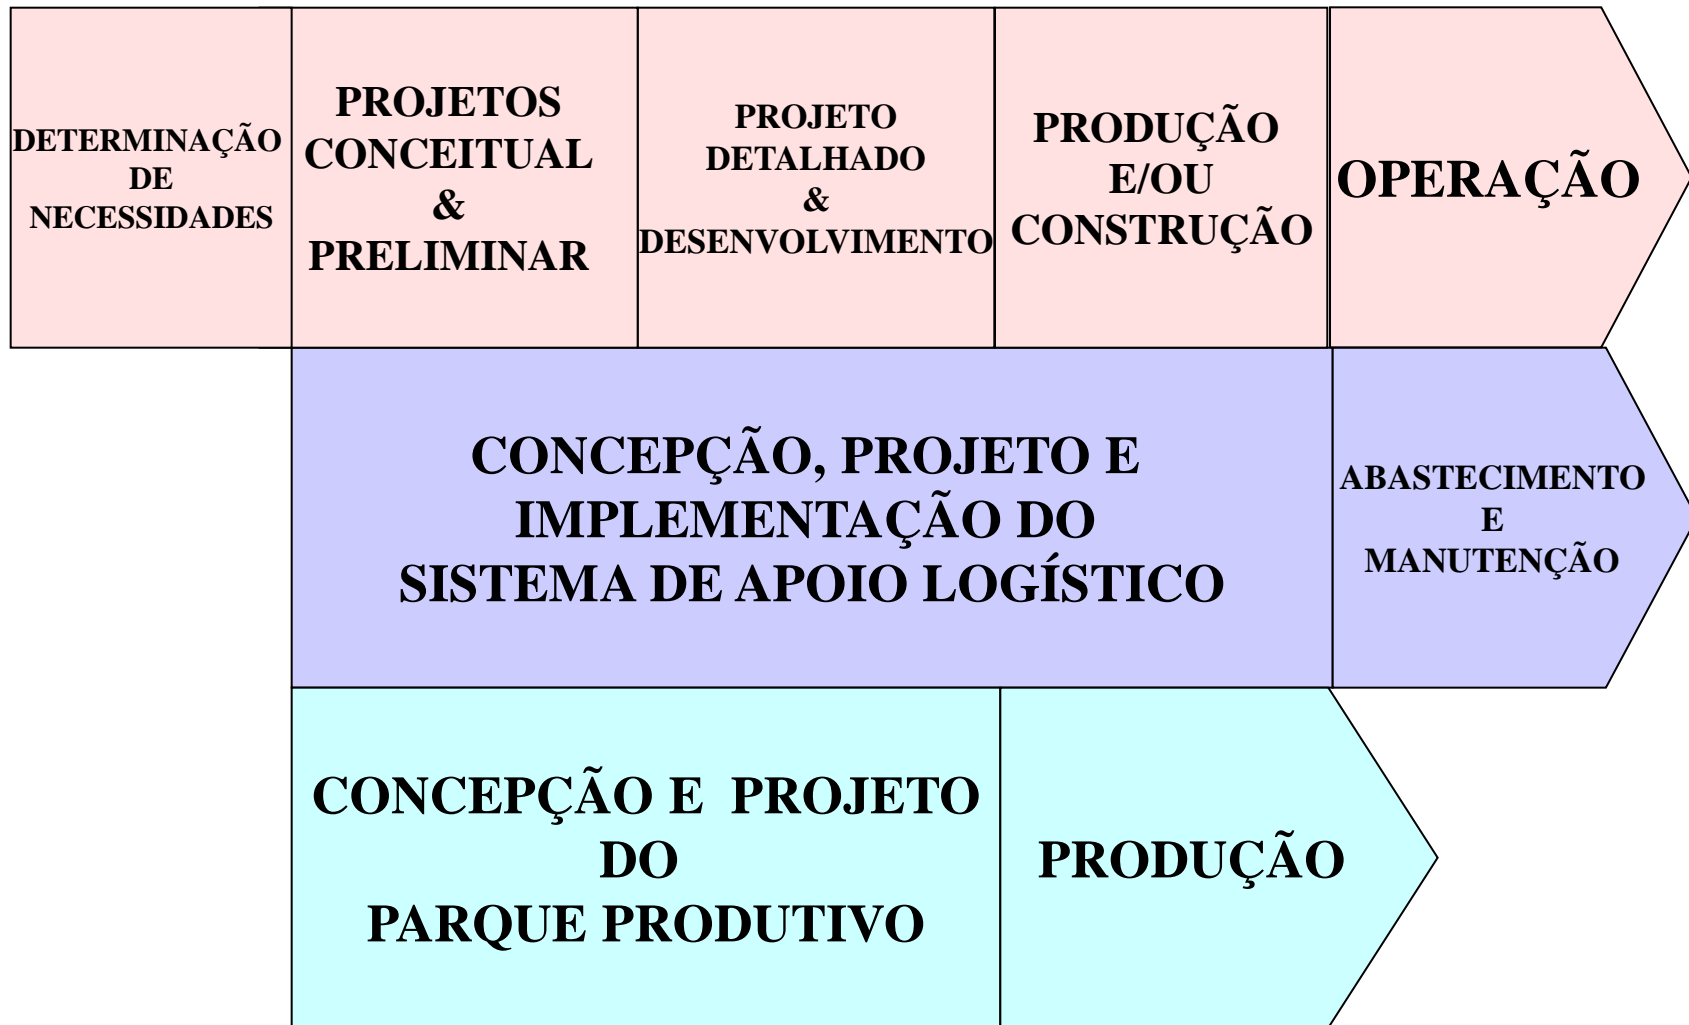 DETERMINAÇÃO
DE
NECESSIDADES
PROJETOS
CONCEITUAL
&
PRELIMINAR
PROJETO
DETALHADO
&
DESENVOLVIMENTO
PRODUÇÃO
E/OU
CONSTRUÇÃO
OPERAÇÃO
CONCEPÇÃO, PROJETO E
IMPLEMENTAÇÃO DO
SISTEMA DE APOIO LOGÍSTICO
ABASTECIMENTO
E
MANUTENÇÃO
CONCEPÇÃO E PROJETO
DO
PARQUE PRODUTIVO
PRODUÇÃO